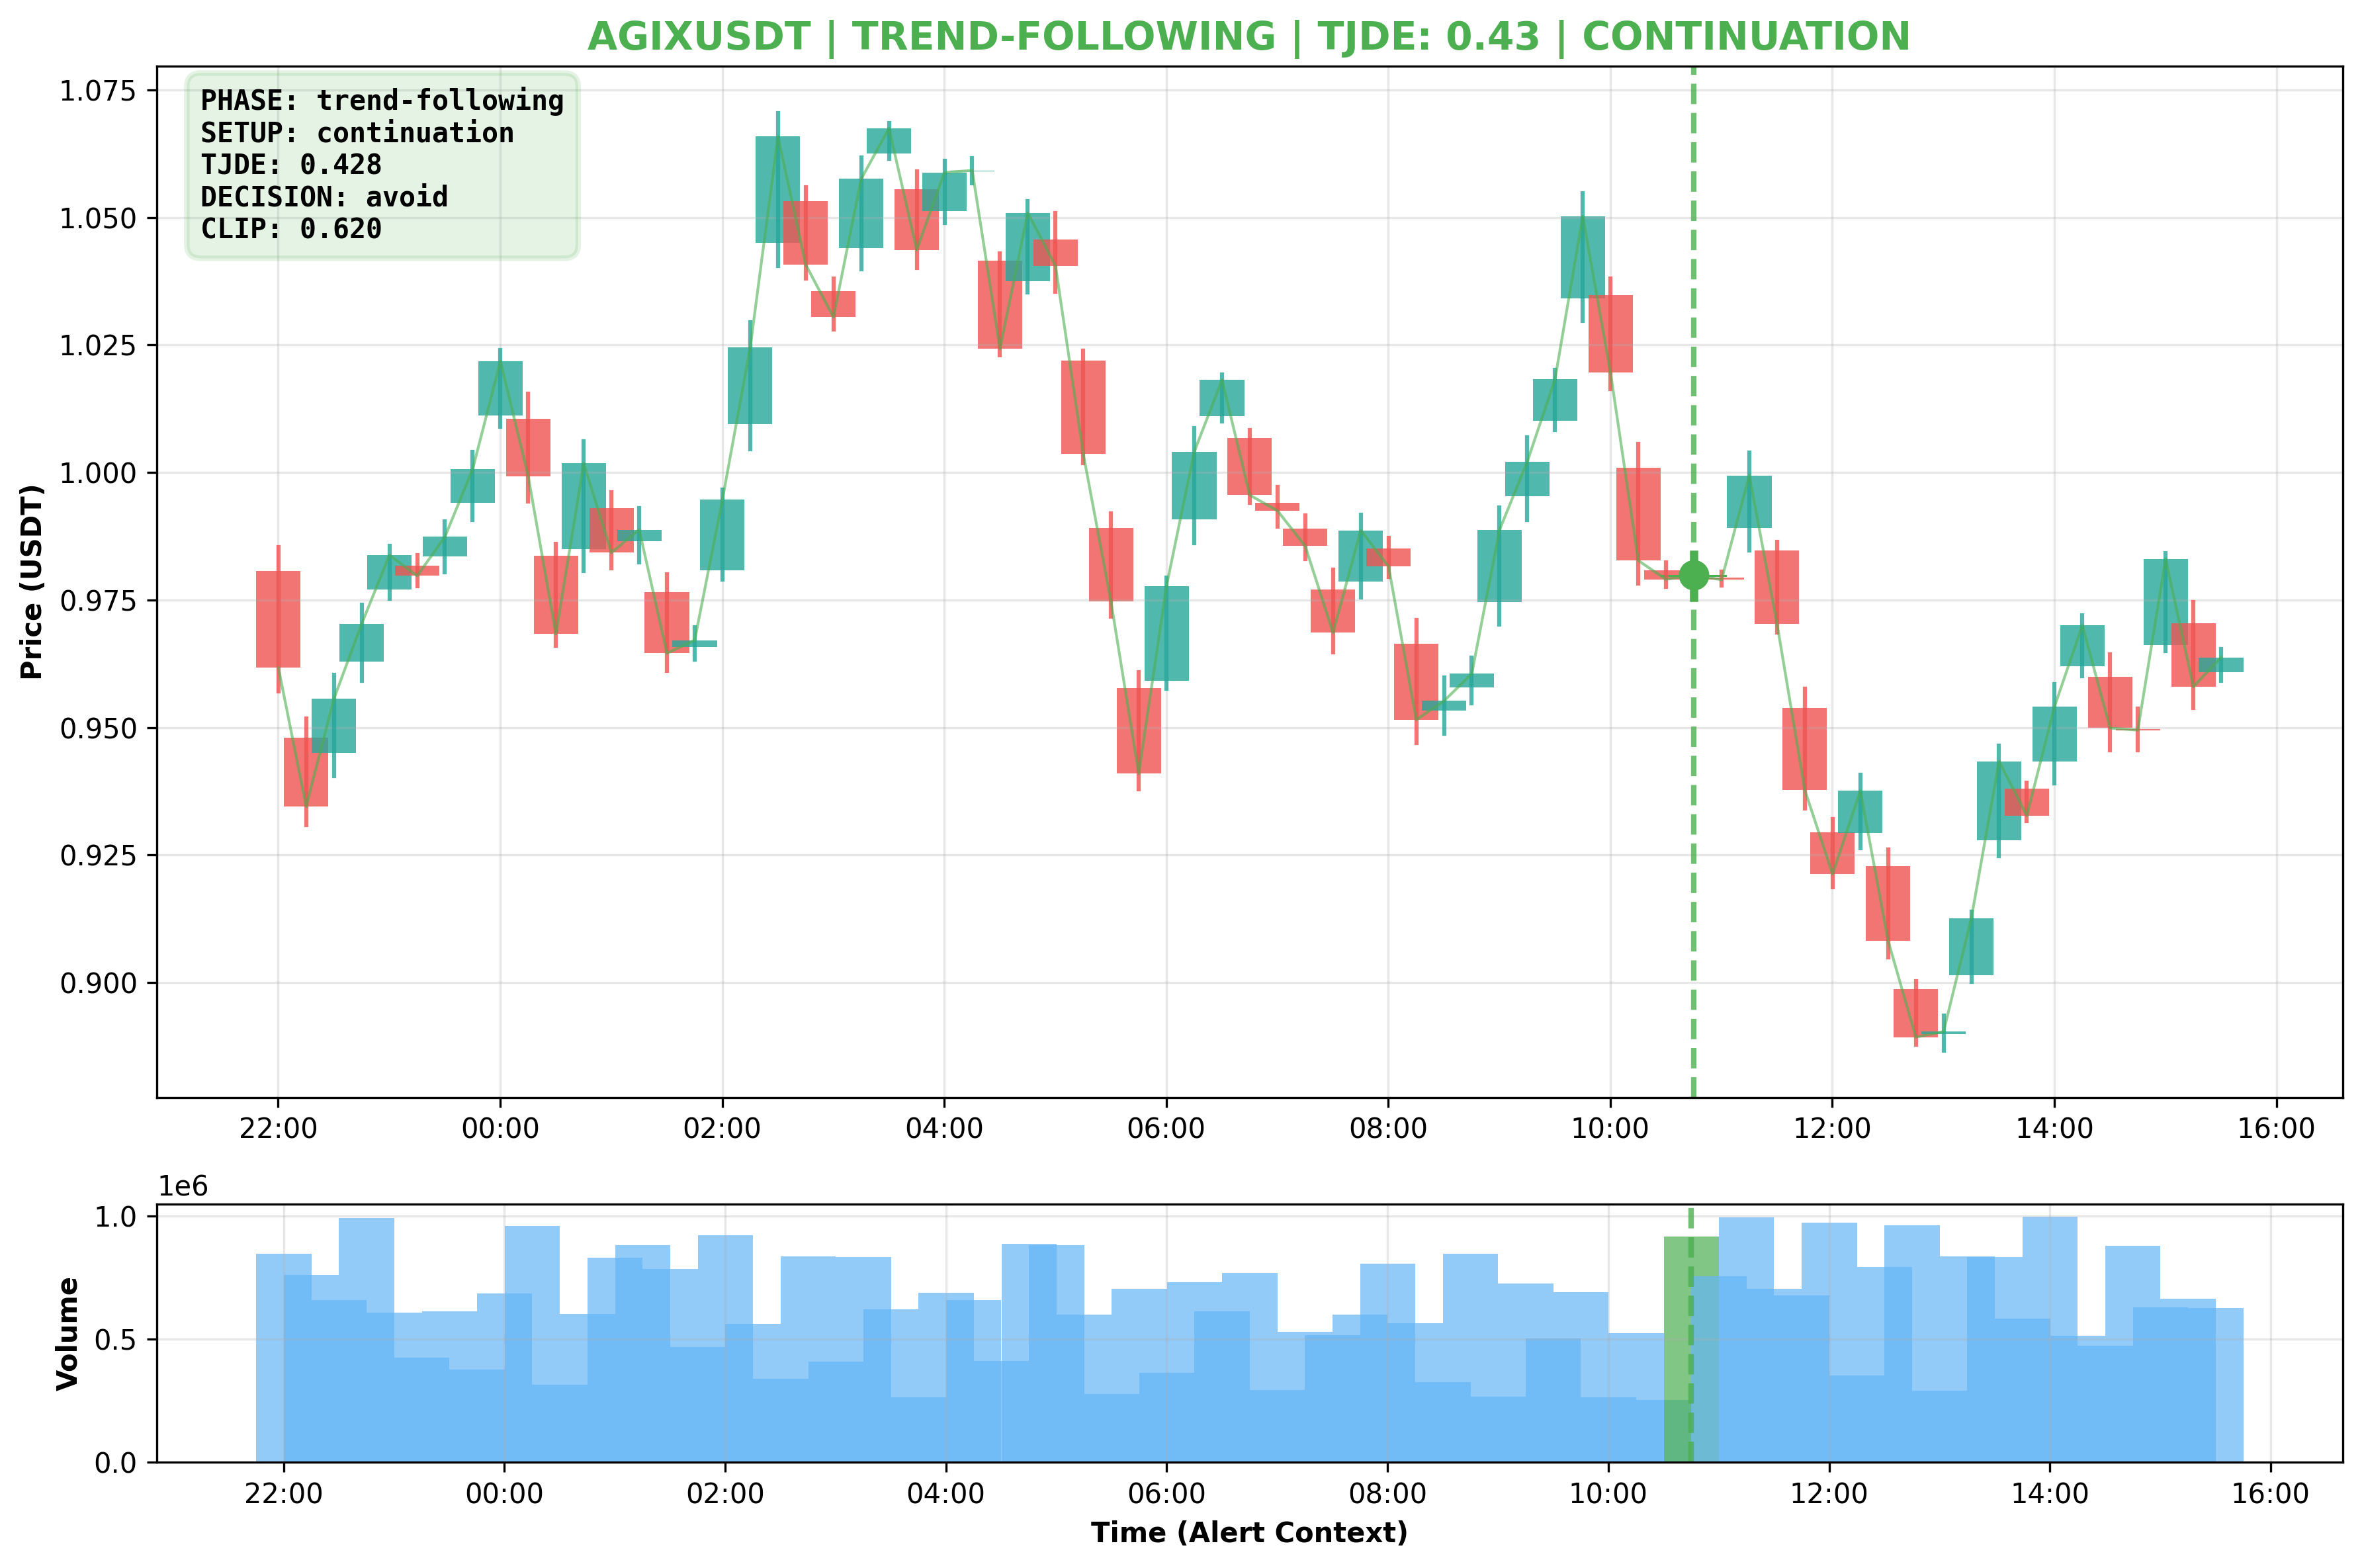 AGIXUSDT | TREND-FOLLOWING | TJDE: 0.43 | CONTINUATION
PHASE: trend-following
SETUP: continuation
TJDE: 0.428
DECISION: avoid
CLIP: 0.620
Price (USDT)
1.075
1.050
1.025
1.000
0.975
0.950
0.925
0.900
22:00 00:00 02:00 04:00 06:00 08:00 10:00 12:00 14:00 16:00
1e6
Volume
1.0
0.5
0.0
22:00 00:00 02:00 04:00 06:00 08:00 10:00 12:00 14:00 16:00
Time (Alert Context)